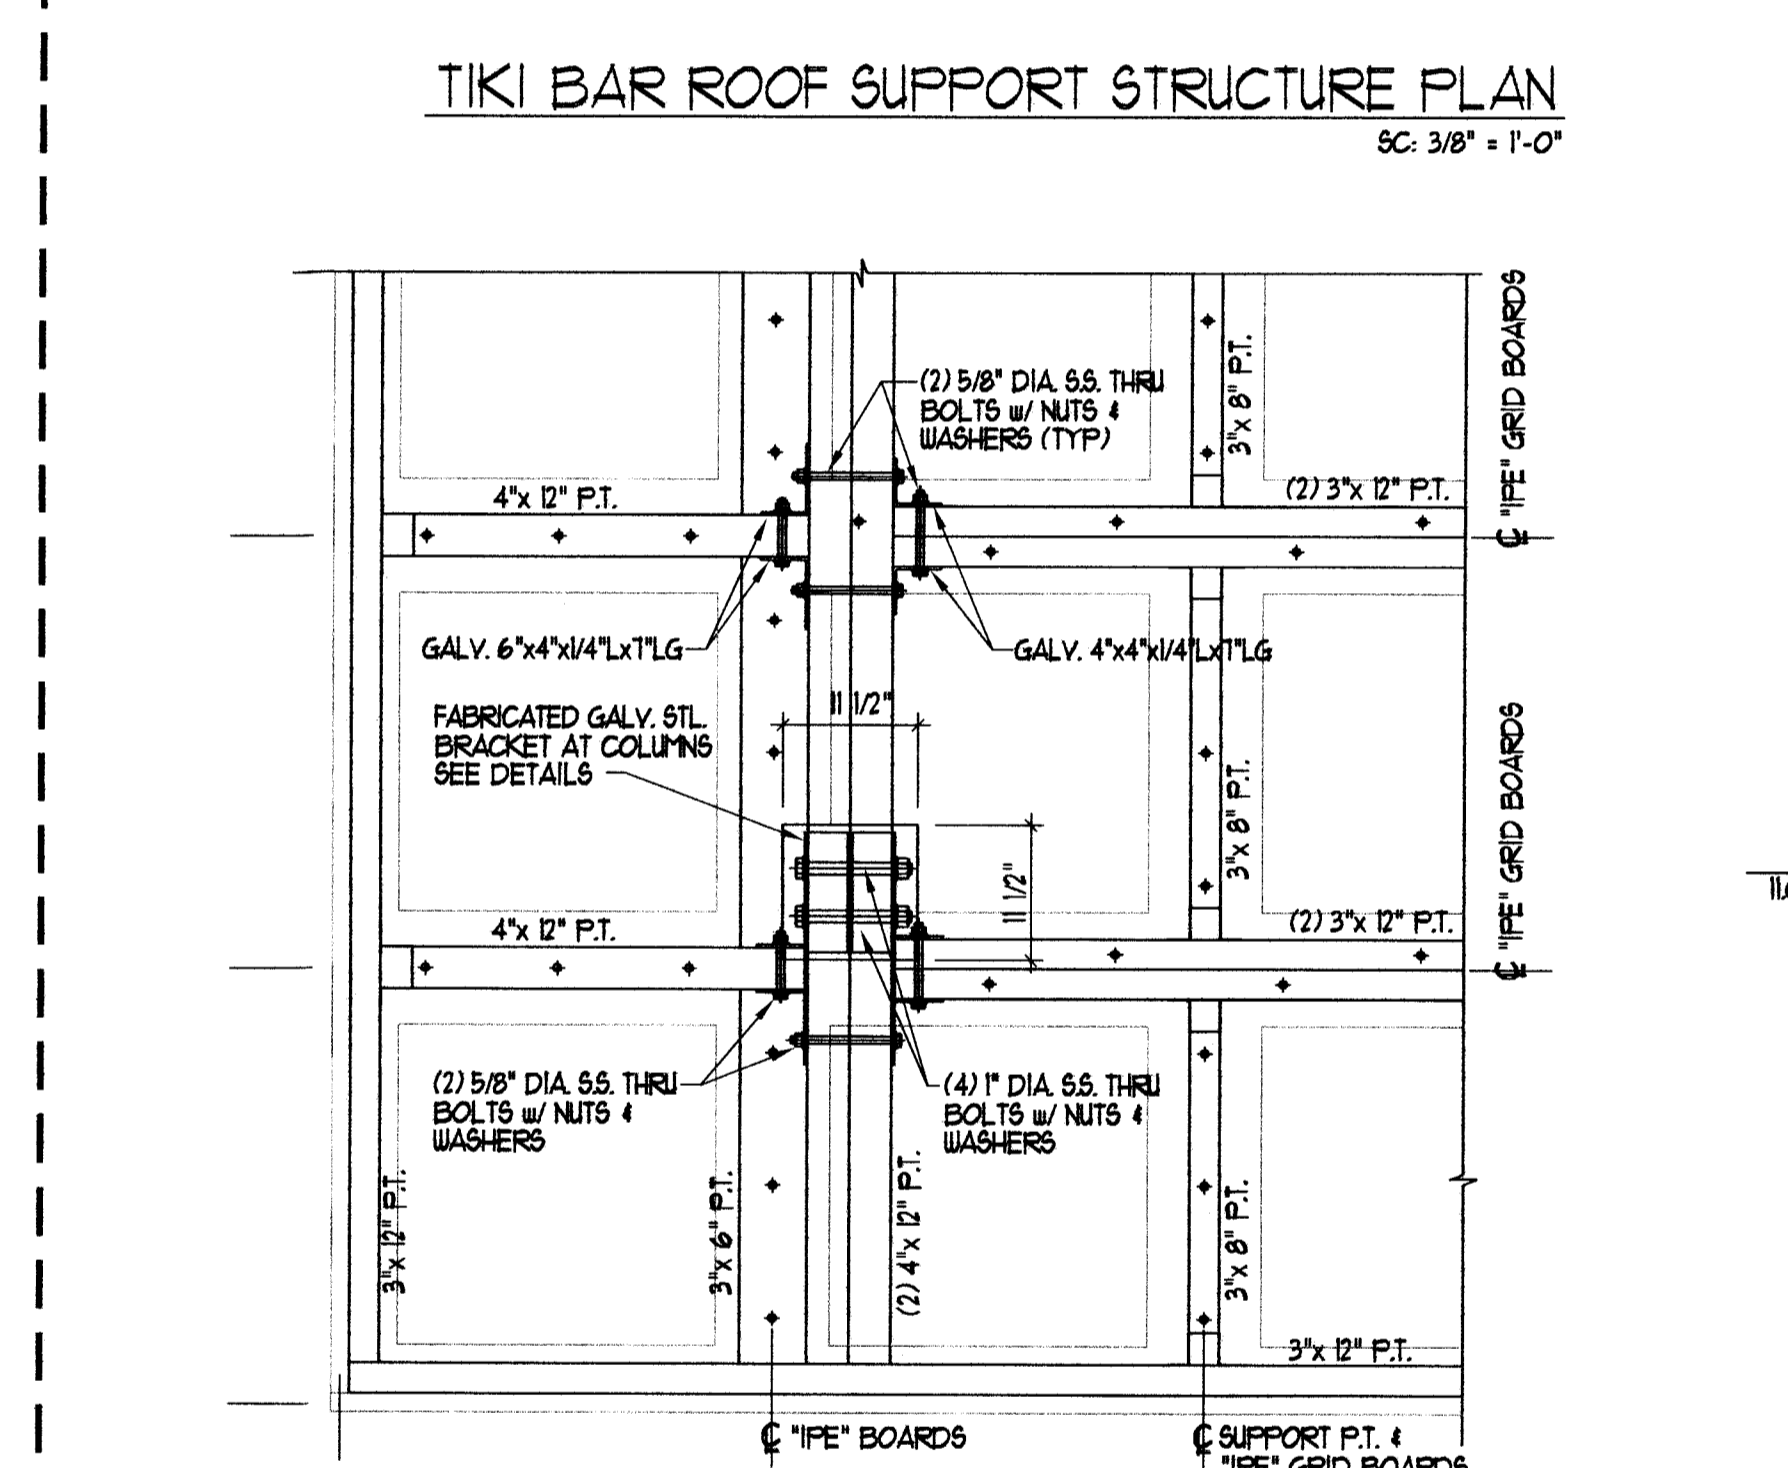 TIKI BAR ROOF SUPPORT STRUCTURE PLAN
SC: 3/8" = 1'-0"
(2) 5/8" DIA. S.S. THRU
BOLTS w/ NUTS &
WASHERS (TYP)
3"x 8" P.T.
℄ "IPE" GRID BOARDS
4"x 12" P.T.
(2) 3"x 12" P.T.
GALV. 6"x4"x1/4"Lx7"LG
GALV. 4"x4"x1/4"Lx7"LG
11 1/2"
FABRICATED GALV. STL.
BRACKET AT COLUMNS
SEE DETAILS
3"x 8" P.T.
℄ "IPE" GRID BOARDS
11 1/2"
4"x 12" P.T.
(2) 3"x 12" P.T.
(2) 5/8" DIA. S.S. THRU
BOLTS w/ NUTS &
WASHERS
(4) 1" DIA. S.S. THRU
BOLTS w/ NUTS &
WASHERS
3"x 12" P.T.
3"x 6" P.T.
(2) 4"x 12" P.T.
3"x 8" P.T.
3"x 12" P.T.
℄ "IPE" BOARDS
℄ SUPPORT P.T. &
"IPE" GRID BOARDS